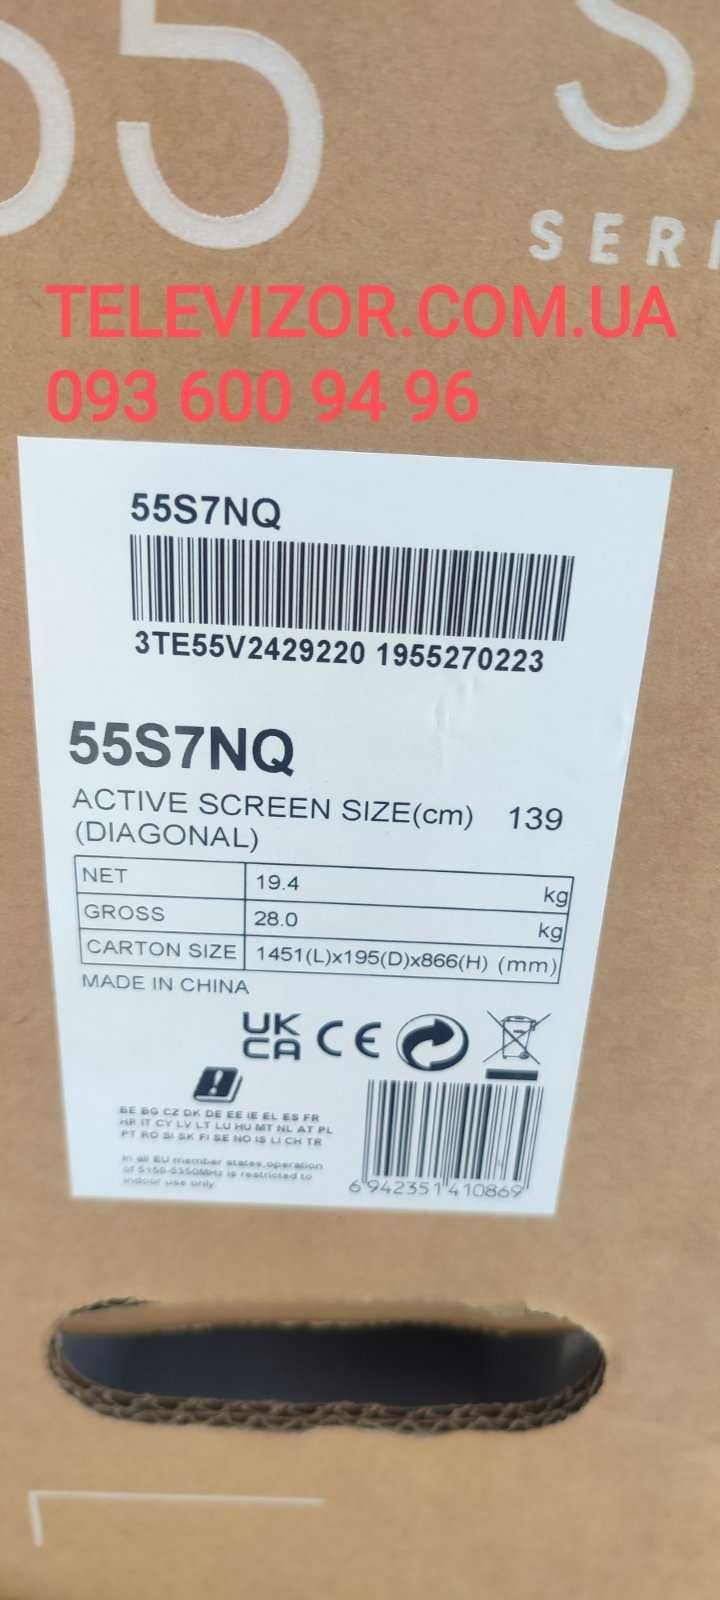 55 S
SERI
TELEVIZOR.COM.UA
093 600 94 96
55S7NQ
3TE55V2429220 1955270223
55S7NQ
ACTIVE SCREEN SIZE(cm) 139
(DIAGONAL)
NET 19.4 kg
GROSS 28.0 kg
CARTON SIZE 1451(L)x195(D)x866(H) (mm)
MADE IN CHINA
UK
CA CE
BE BG CZ DK DE EE IE EL ES FR
HR IT CY LV LT LU HU MT NL AT PL
PT RO SI SK FI SE NO IS LI CH TR
In all EU member states, operation
of 5150-5350MHz is restricted to
indoor use only.
6 942351 410869